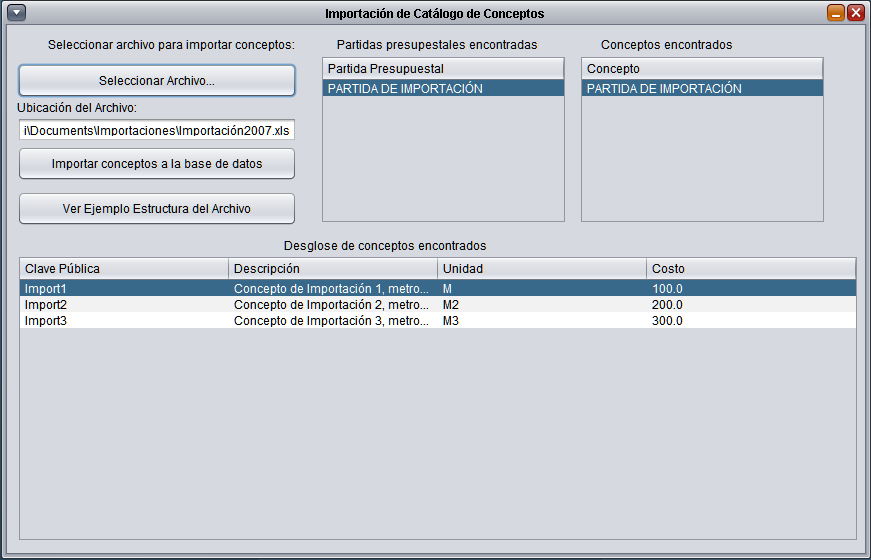 Importación de Catálogo de Conceptos
Seleccionar archivo para importar conceptos:
Seleccionar Archivo...
Ubicación del Archivo:
i\Documents\Importaciones\Importación2007.xls
Importar conceptos a la base de datos
Ver Ejemplo Estructura del Archivo
Partidas presupestales encontradas
Partida Presupuestal
PARTIDA DE IMPORTACIÓN
Conceptos encontrados
Concepto
PARTIDA DE IMPORTACIÓN
Desglose de conceptos encontrados
Clave Pública Descripción Unidad Costo
Import1 Concepto de Importación 1, metro... M 100.0
Import2 Concepto de Importación 2, metro... M2 200.0
Import3 Concepto de Importación 3, metro... M3 300.0